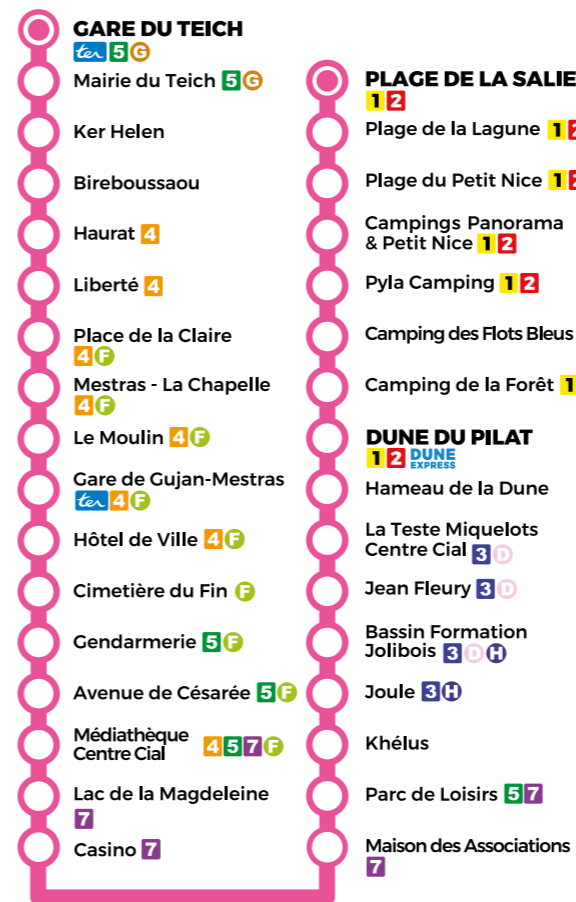 GARE DU TEICH
ter 5 G
Mairie du Teich 5 G
Ker Helen
Bireboussaou
Haurat 4
Liberté 4
Place de la Claire
4 F
Mestras - La Chapelle
4 F
Le Moulin 4 F
Gare de Gujan-Mestras
ter 4 F
Hôtel de Ville 4 F
Cimetière du Fin F
Gendarmerie 5 F
Avenue de Césarée 5 F
Médiathèque
Centre Cial 4 5 7 F
Lac de la Magdeleine
7
Casino 7
PLAGE DE LA SALIE
1 2
Plage de la Lagune 1 2
Plage du Petit Nice 1 2
Campings Panorama
& Petit Nice 1 2
Pyla Camping 1 2
Camping des Flots Bleus
Camping de la Forêt 1
DUNE DU PILAT
1 2 DUNE EXPRESS
Hameau de la Dune
La Teste Miquelots
Centre Cial 3 D
Jean Fleury 3 D
Bassin Formation
Jolibois 3 D H
Joule 3 H
Khélus
Parc de Loisirs 5 7
Maison des Associations
7